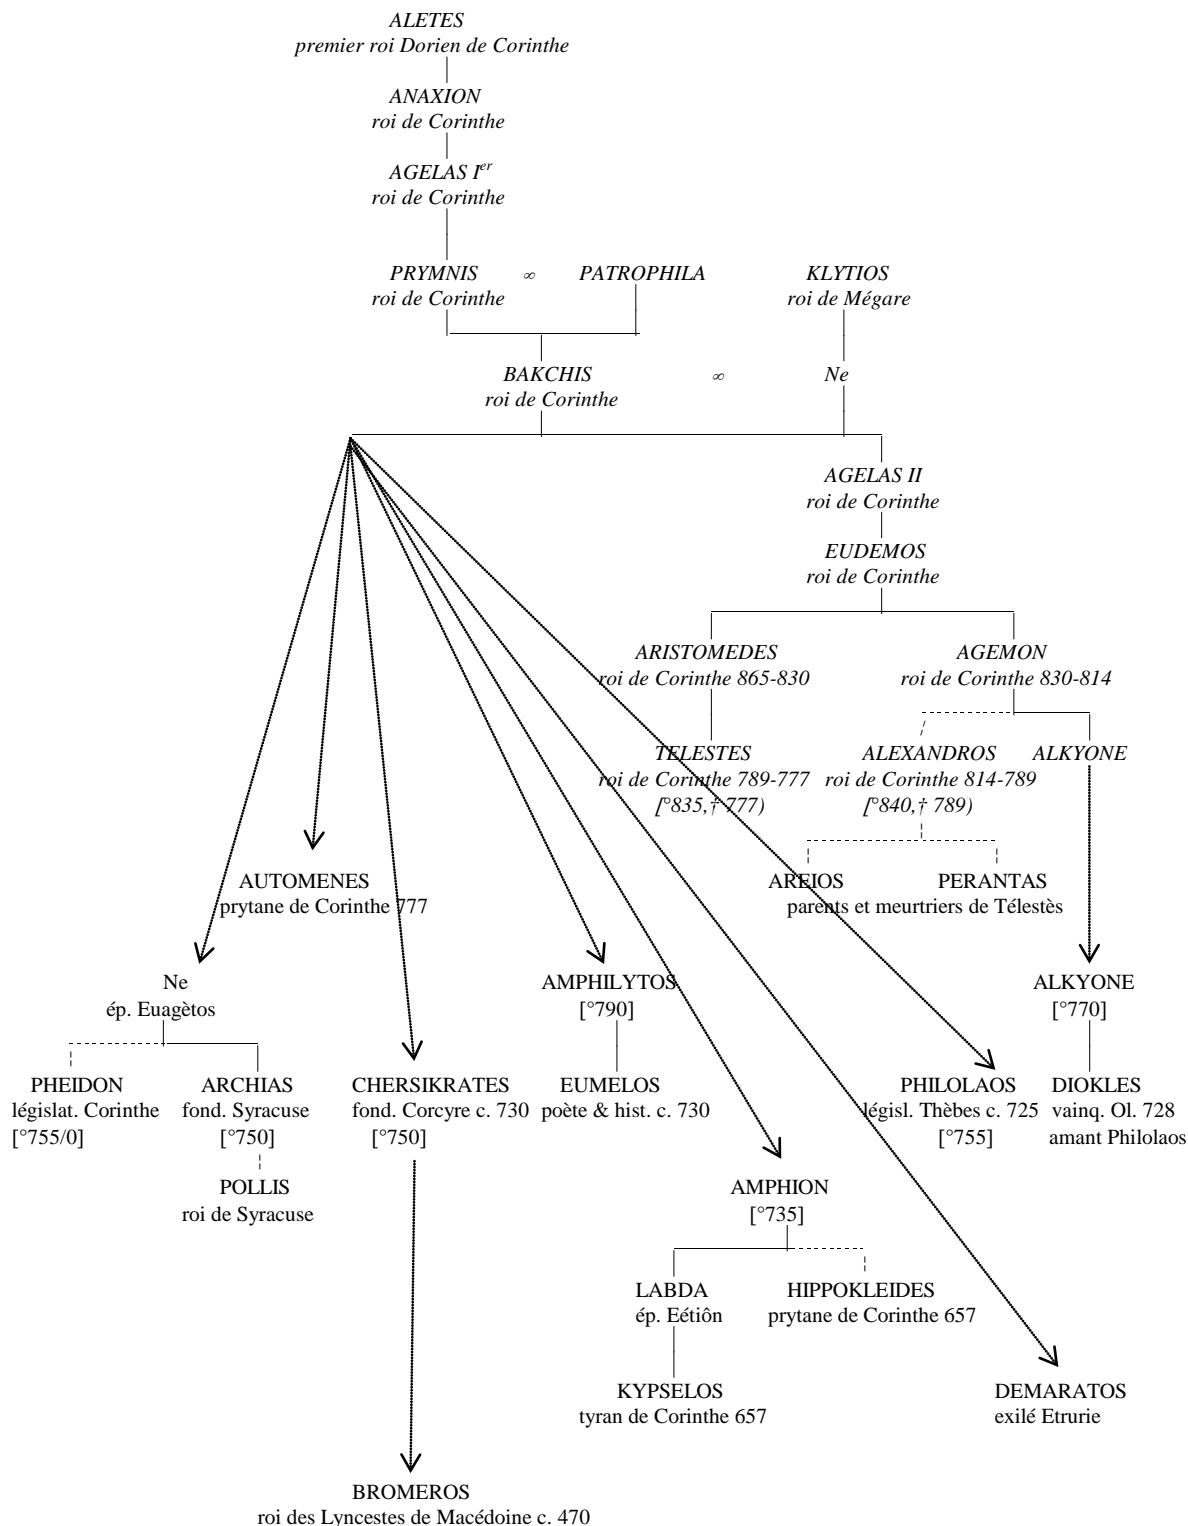 ALETES
premier roi Dorien de Corinthe
ANAXION
roi de Corinthe
AGELAS Ier
roi de Corinthe
PRYMNIS ∞ PATROPHILA KLYTIOS
roi de Corinthe roi de Mégare
BAKCHIS ∞ Ne
roi de Corinthe
AGELAS II
roi de Corinthe
EUDEMOS
roi de Corinthe
ARISTOMEDES AGEMON
roi de Corinthe 865-830 roi de Corinthe 830-814
TELESTES ALEXANDROS ALKYONE
roi de Corinthe 789-777 roi de Corinthe 814-789
[°835,† 777) [°840,† 789)
AUTOMENES AREIOS PERANTAS
prytane de Corinthe 777 parents et meurtriers de Télestès
Ne AMPHILYTOS ALKYONE
ép. Euagètos [°790] [°770]
PHEIDON ARCHIAS CHERSIKRATES EUMELOS PHILOLAOS DIOKLES
législat. Corinthe fond. Syracuse fond. Corcyre c. 730 poète & hist. c. 730 législ. Thèbes c. 725 vainq. Ol. 728
[°755/0] [°750] [°750] [°755] amant Philolaos
POLLIS AMPHION
roi de Syracuse [°735]
LABDA HIPPOKLEIDES
ép. Eétiôn prytane de Corinthe 657
KYPSELOS DEMARATOS
tyran de Corinthe 657 exilé Etrurie
BROMEROS
roi des Lyncestes de Macédoine c. 470